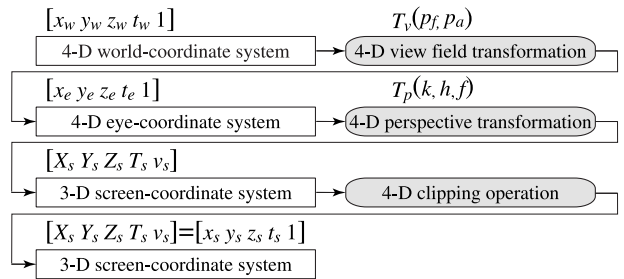 [x_w y_w z_w t_w 1] T_v(p_f, p_a)
4-D world-coordinate system 4-D view field transformation
[x_e y_e z_e t_e 1] T_p(k, h, f)
4-D eye-coordinate system 4-D perspective transformation
[X_s Y_s Z_s T_s v_s]
3-D screen-coordinate system 4-D clipping operation
[X_s Y_s Z_s T_s v_s]=[x_s y_s z_s t_s 1]
3-D screen-coordinate system